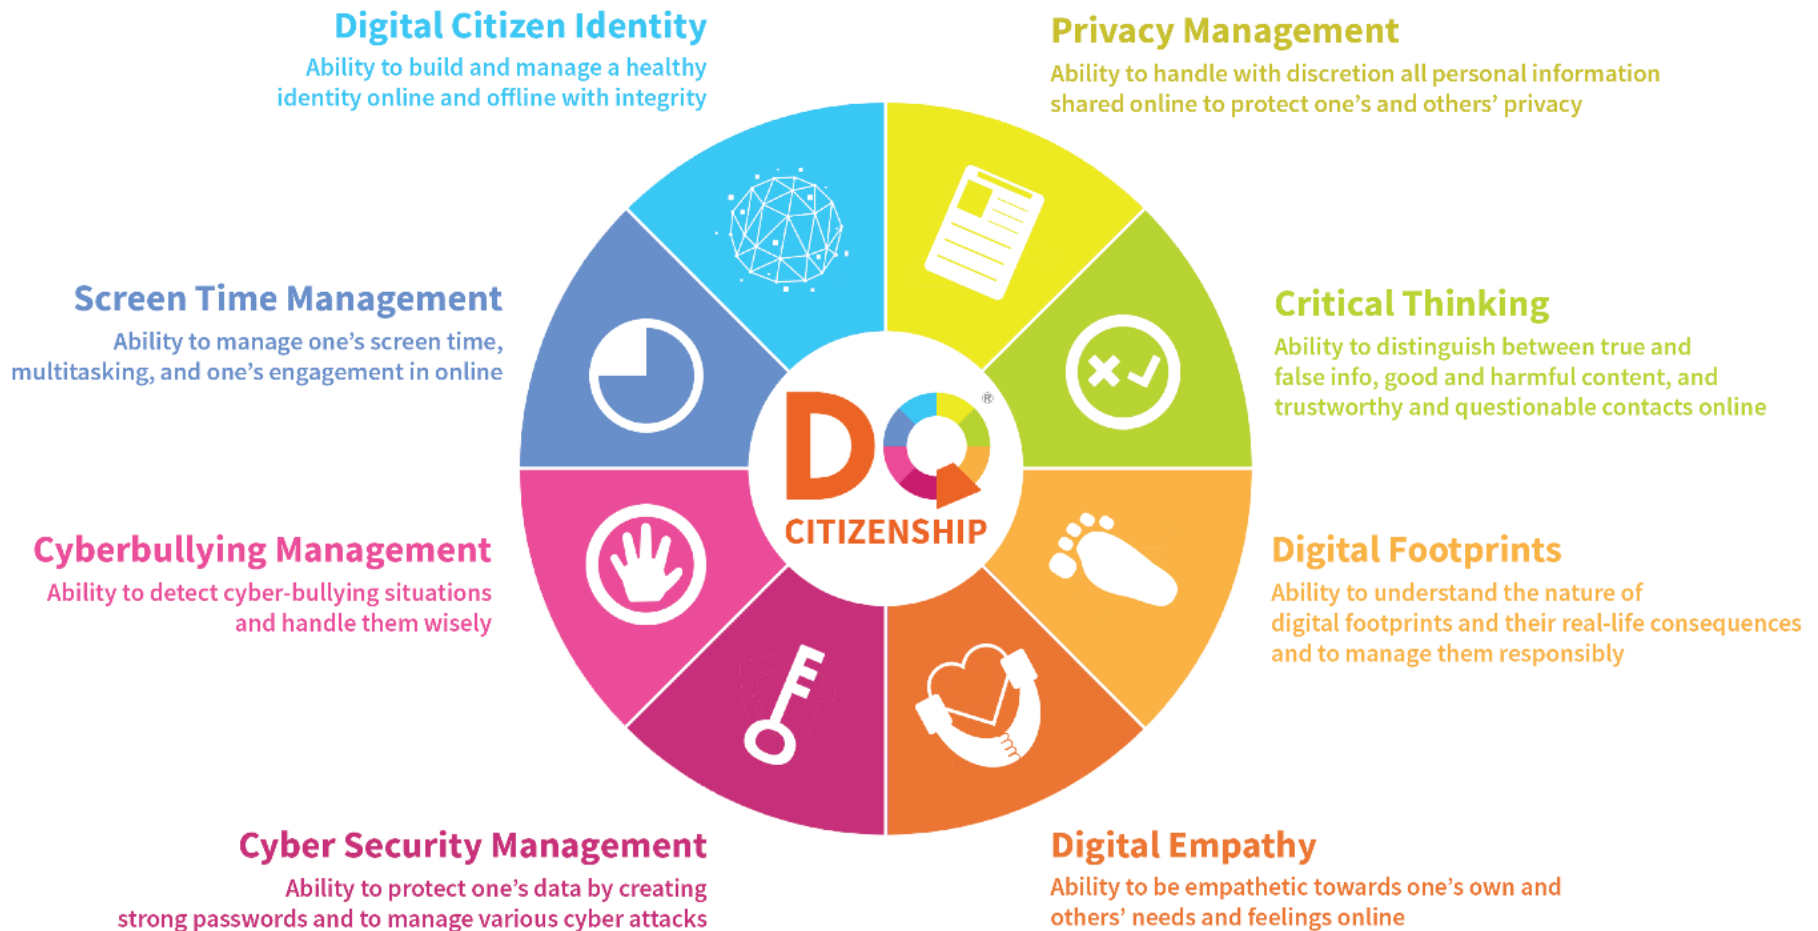 Digital Citizen Identity
Ability to build and manage a healthy
identity online and offline with integrity
Privacy Management
Ability to handle with discretion all personal information
shared online to protect one's and others' privacy
Screen Time Management
Ability to manage one's screen time,
multitasking, and one's engagement in online
Critical Thinking
Ability to distinguish between true and
false info, good and harmful content, and
trustworthy and questionable contacts online
DQ®
CITIZENSHIP
Cyberbullying Management
Ability to detect cyber-bullying situations
and handle them wisely
Digital Footprints
Ability to understand the nature of
digital footprints and their real-life consequences
and to manage them responsibly
Cyber Security Management
Ability to protect one's data by creating
strong passwords and to manage various cyber attacks
Digital Empathy
Ability to be empathetic towards one's own and
others' needs and feelings online